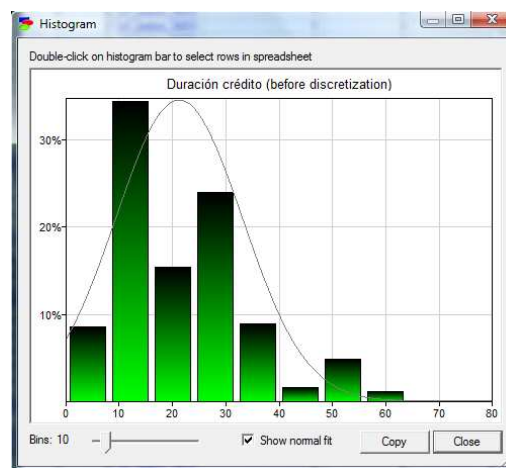 Histogram
Double-click on histogram bar to select rows in spreadsheet
Duración crédito (before discretization)
30%
20%
10%
0 10 20 30 40 50 60 70 80
Bins: 10 Show normal fit Copy Close